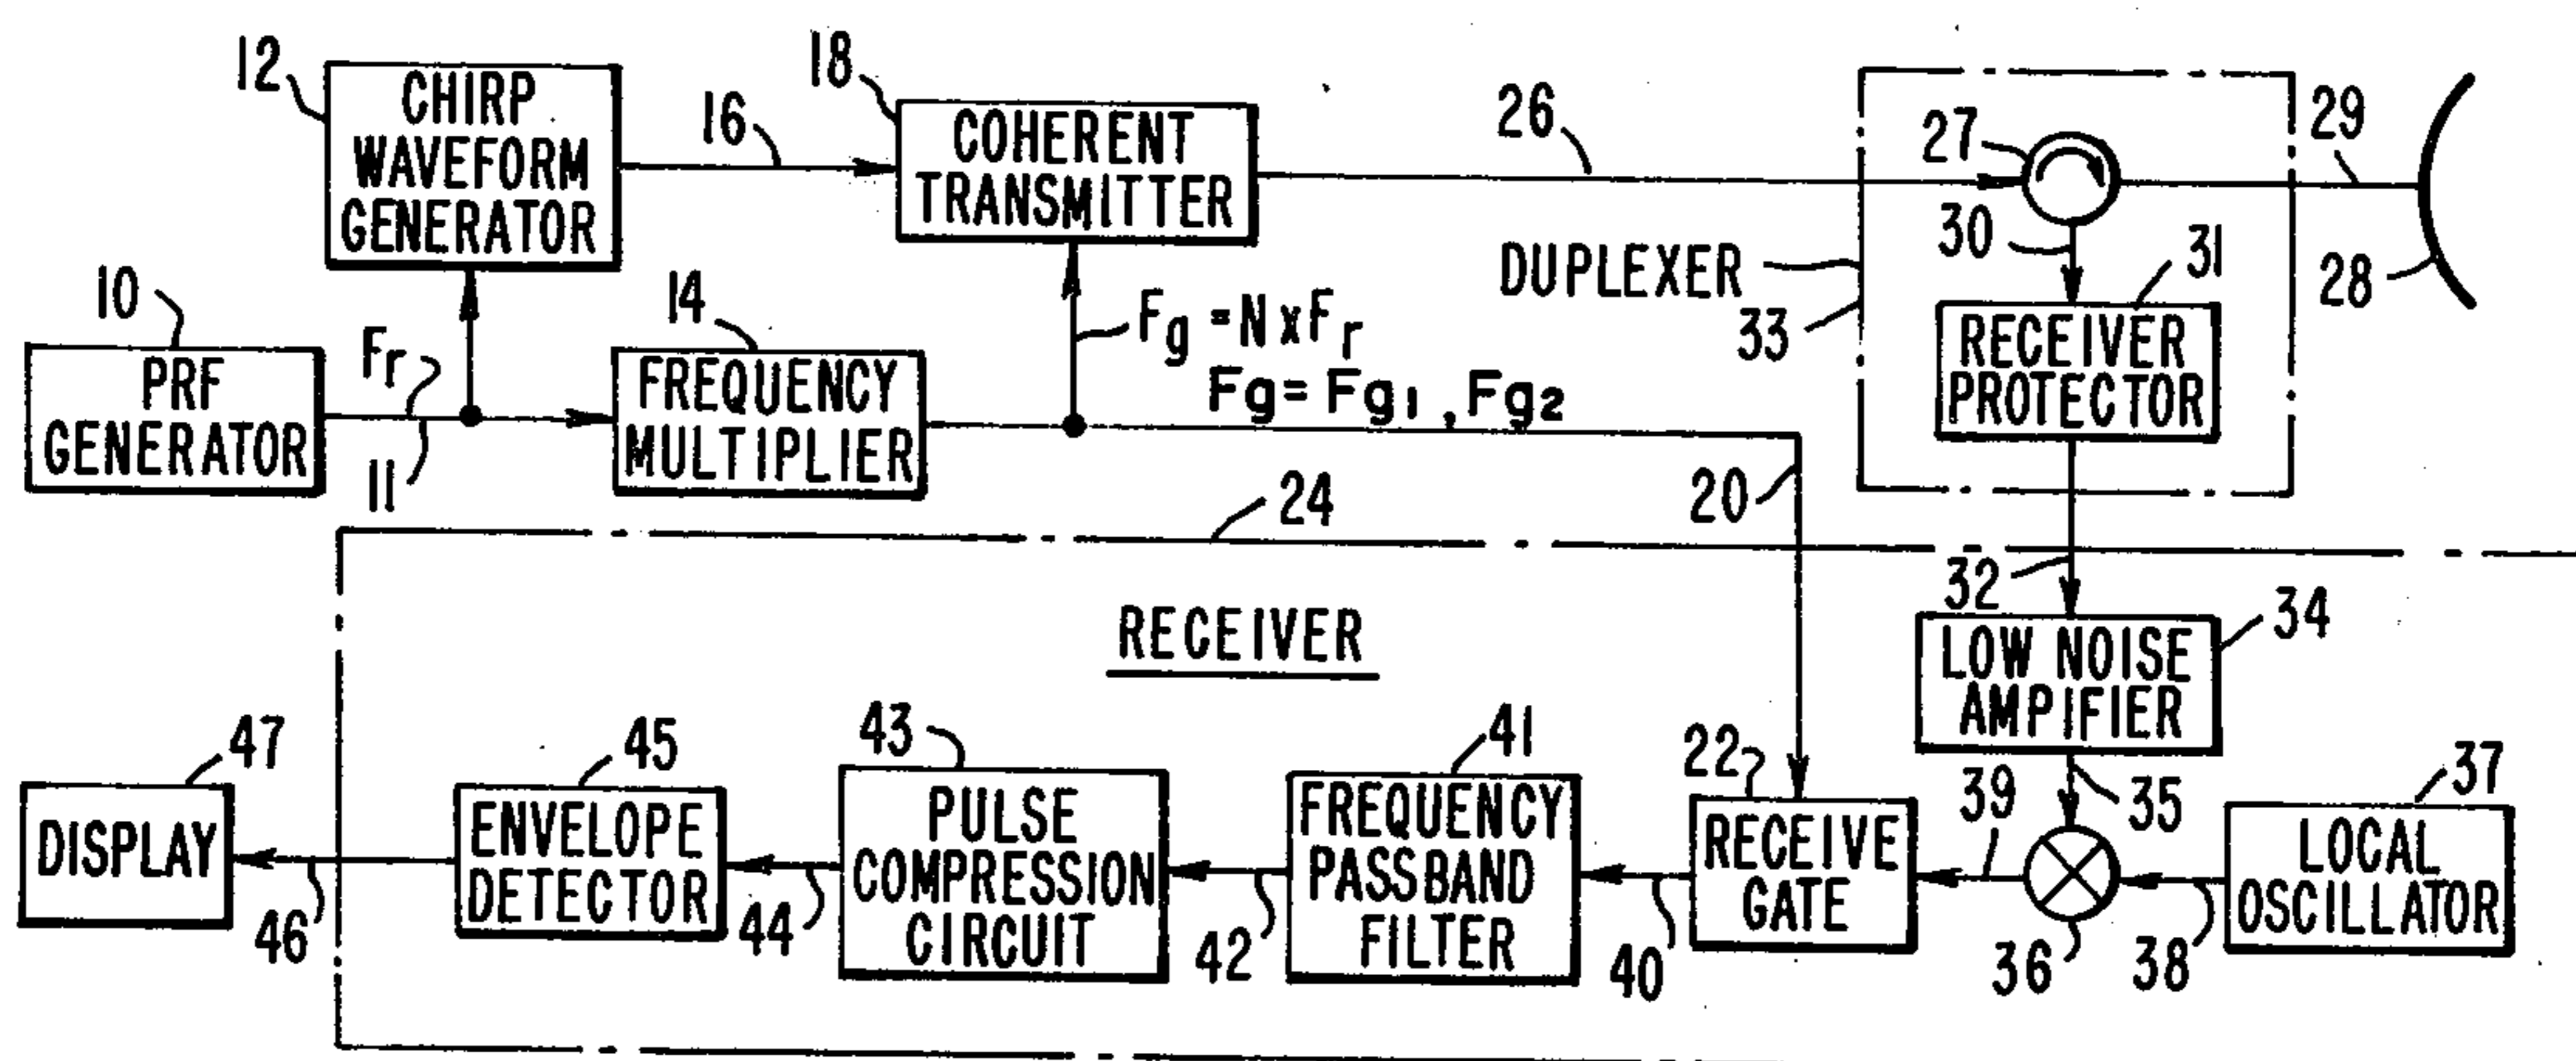 12
CHIRP
WAVEFORM
GENERATOR
16
18
COHERENT
TRANSMITTER
26
27
29
28
30
31
RECEIVER
PROTECTOR
DUPLEXER
33
10
PRF
GENERATOR
Fr
11
14
FREQUENCY
MULTIPLIER
Fg = N x Fr
Fg = Fg1, Fg2
20
24
32
RECEIVER
34
LOW NOISE
AMPIFIER
35
47
DISPLAY
46
45
ENVELOPE
DETECTOR
44
43
PULSE
COMPRESSION
CIRCUIT
42
41
FREQUENCY
PASSBAND
FILTER
40
22
RECEIVE
GATE
39
36
38
37
LOCAL
OSCILLATOR